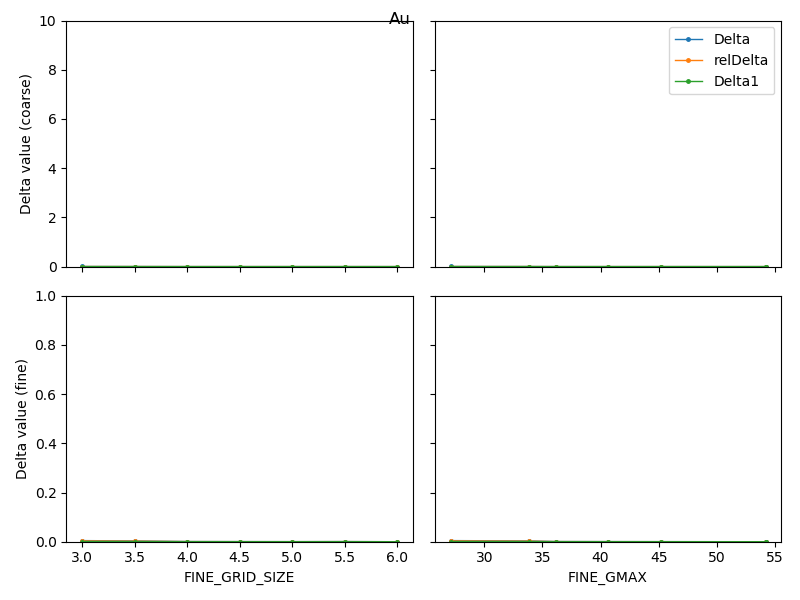 Au
10
8
6
4
2
0
Delta value (coarse)
Delta
relDelta
Delta1
1.0
0.8
0.6
0.4
0.2
0.0
Delta value (fine)
3.0 3.5 4.0 4.5 5.0 5.5 6.0
FINE_GRID_SIZE
30 35 40 45 50 55
FINE_GMAX